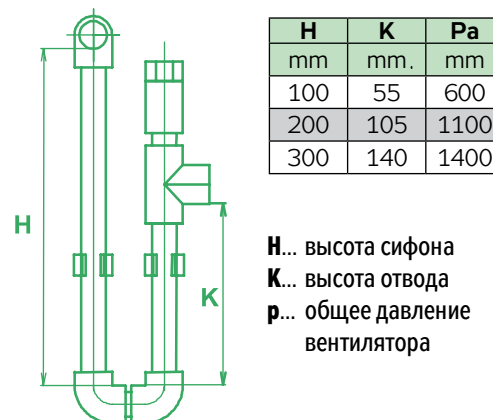 H K Pa
mm mm. mm
100 55 600
200 105 1100
300 140 1400
H
K
H... высота сифона
K... высота отвода
p... общее давление
вентилятора